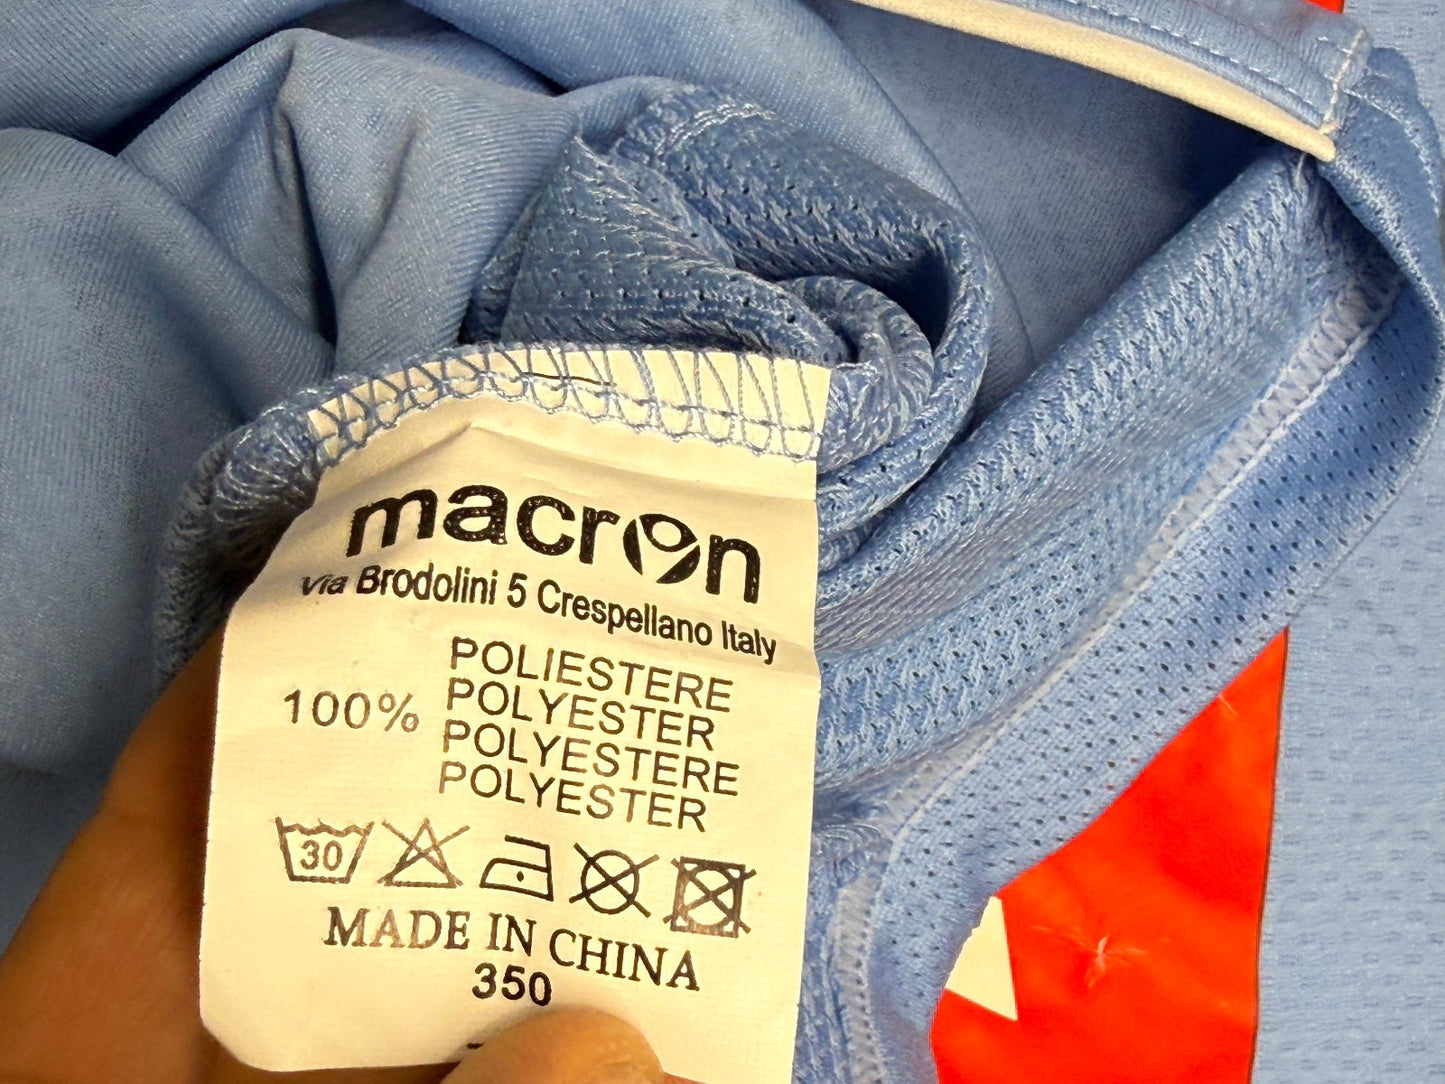 macron
Via Brodolini 5 Crespellano Italy
POLIESTERE
100% POLYESTER
POLYESTERE
POLYESTER
30
MADE IN CHINA
350